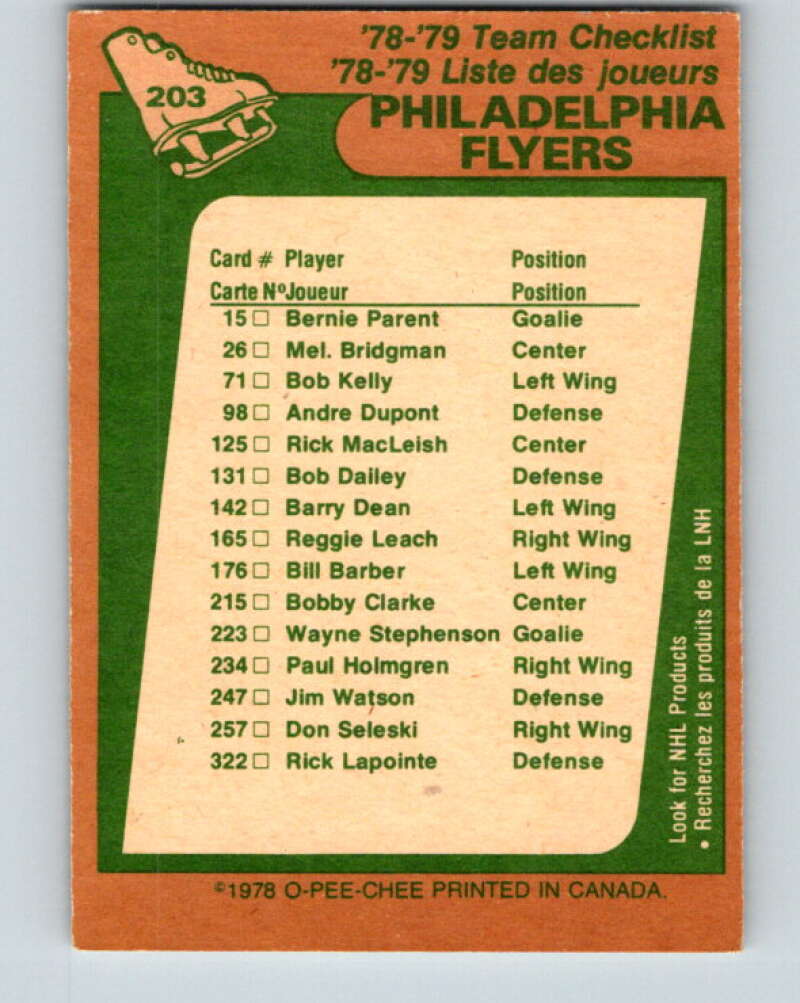 203
'78-'79 Team Checklist
'78-'79 Liste des joueurs
PHILADELPHIA
FLYERS
Card # Player Position
Carte Nº Joueur Position
15 □ Bernie Parent Goalie
26 □ Mel. Bridgman Center
71 □ Bob Kelly Left Wing
98 □ Andre Dupont Defense
125 □ Rick MacLeish Center
131 □ Bob Dailey Defense
142 □ Barry Dean Left Wing
165 □ Reggie Leach Right Wing
176 □ Bill Barber Left Wing
215 □ Bobby Clarke Center
223 □ Wayne Stephenson Goalie
234 □ Paul Holmgren Right Wing
247 □ Jim Watson Defense
257 □ Don Seleski Right Wing
322 □ Rick Lapointe Defense
Look for NHL Products
• Recherchez les produits de la LNH
©1978 O-PEE-CHEE PRINTED IN CANADA.